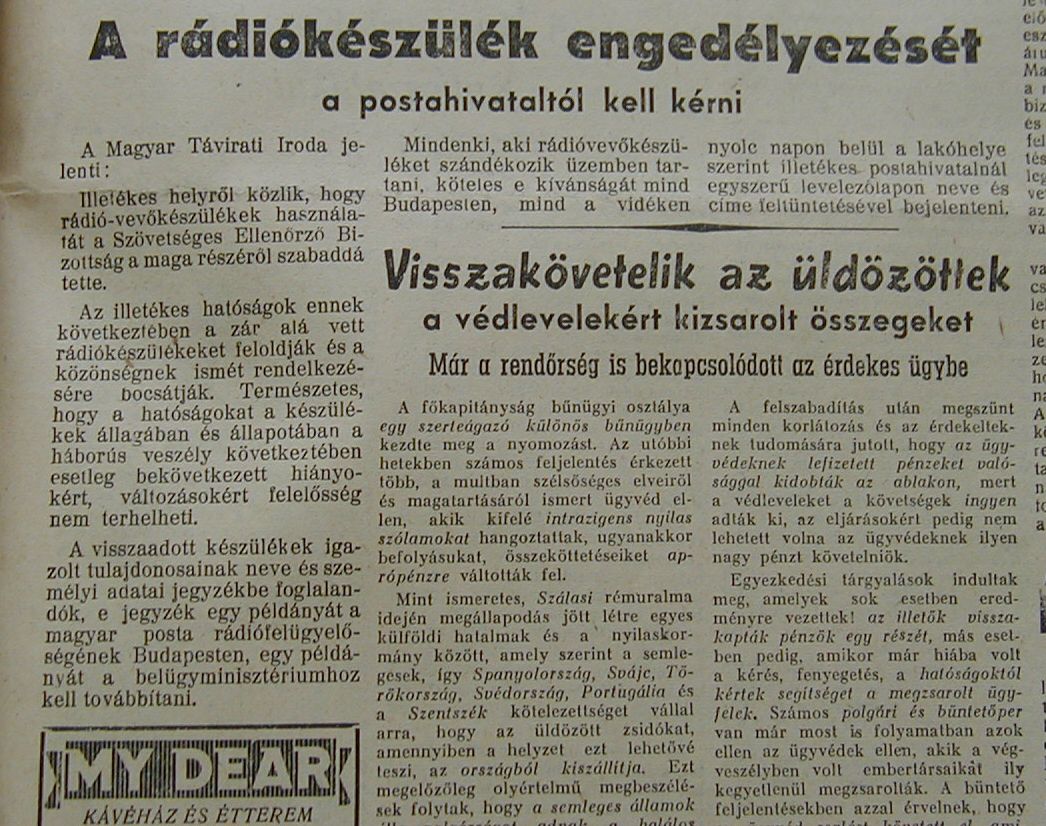 A rádiókészülék engedélyezését
a postahivataltól kell kérni
A Magyar Távirati Iroda je-
lenti:
Illetékes helyről közlik, hogy
rádió-vevőkészülékek használa-
tát a Szövetséges Ellenőrző Bi-
zottság a maga részéről szabaddá
tette.
Az illetékes hatóságok ennek
következtében a zár alá vett
rádiókészülékeket feloldják és a
közönségnek ismét rendelkezé-
sére bocsátják. Természetes,
hogy a hatóságokat a készülé-
kek állagában és állapotában a
háborús veszély következtében
esetleg bekövetkezett hiányo-
kért, változásokért felelősség
nem terhelheti.
A visszaadott készülékek iga-
zolt tulajdonosainak neve és sze-
mélyi adatai jegyzékbe foglalan-
dók, e jegyzék egy példányát a
magyar posta rádiófelügyelő-
ségének Budapesten, egy példá-
nyát a belügyminisztériumhoz
kell továbbítani.
MY DEAR
KÁVÉHÁZ ÉS ÉTTEREM
Mindenki, aki rádióvevőkészü-
léket szándékozik üzemben tar-
tani, köteles e kívánságát mind
Budapesten, mind a vidéken
nyolc napon belül a lakóhelye
szerint illetékes postahivatalnál
egyszerű levelezőlapon neve és
címe feltüntetésével bejelenteni.
Visszakövetelik az üldözöttek
a védlevelekért kizsarolt összegeket
Már a rendőrség is bekapcsolódott az érdekes ügybe
A főkapitányság bűnügyi osztálya
egy szerteágazó különös bűnügyben
kezdte meg a nyomozást. Az utóbbi
hetekben számos feljelentés érkezett
több, a multban szélsőséges elveiről
és magatartásáról ismert ügyvéd el-
len, akik kifelé intrazigens nyilas
szólamokat hangoztattak, ugyanakkor
befolyásukat, összeköttetéseiket ap-
rópénzre váltották fel.
Mint ismeretes, Szálasi rémuralma
idején megállapodás jött létre egyes
külföldi hatalmak és a nyilaskor-
mány között, amely szerint a semle-
gesek, így Spanyolország, Svájc, Tö-
rökország, Svédország, Portugália és
a Szentszék kötelezettséget vállal
arra, hogy az üldözött zsidókat,
amennyiben a helyzet ezt lehetővé
teszi, az országból kiszállítja. Ezt
megelőzőleg olyértelmű megbeszélé-
sek folytak, hogy a semleges államok
adnak a halálos
A felszabadítás után megszünt
minden korlátozás és az érdekeltek-
nek tudomására jutott, hogy az ügy-
védeknek lefizetett pénzeket való-
sággal kidobták az ablakon, mert
a védleveleket a követségek ingyen
adták ki, az eljárásokért pedig nem
lehetett volna az ügyvédeknek ilyen
nagy pénzt követelniök.
Egyezkedési tárgyalások indultak
meg, amelyek sok esetben ered-
ményre vezettek! az illetők vissza-
kapták pénzök egy részét, más eset-
ben pedig, amikor már hiába volt
a kérés, fenyegetés, a hatóságoktól
kértek segítséget a megzsarolt ügy-
felek. Számos polgári és büntetőper
van már most is folyamatban azok
ellen az ügyvédek ellen, akik a vég-
veszélyben volt embertársaikat ily
kegyetlenül megzsarolták. A büntető
feljelentésekben azzal érvelnek, hogy